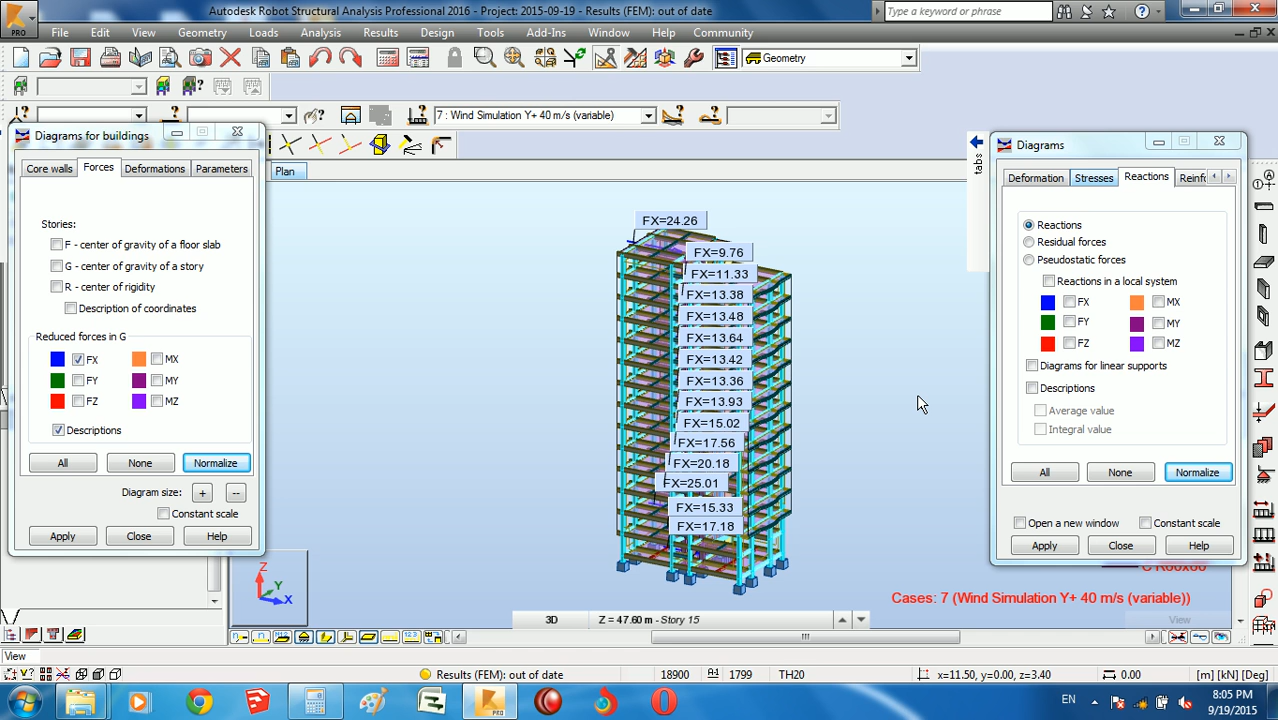 Autodesk Robot Structural Analysis Professional 2016 - Project: 2015-09-19 - Results (FEM): out of date
Type a keyword or phrase
PRO
File Edit View Geometry Loads Analysis Results Design Tools Add-Ins Window Help Community
Geometry
7 : Wind Simulation Y+ 40 m/s (variable)
Diagrams for buildings
Core walls Forces Deformations Parameters
Stories:
F - center of gravity of a floor slab
G - center of gravity of a story
R - center of rigidity
Description of coordinates
Reduced forces in G
FX MX
FY MY
FZ MZ
Descriptions
All None Normalize
Diagram size: + --
Constant scale
Apply Close Help
Plan
tabs
FX=24.26
FX=9.76
FX=11.33
FX=13.38
FX=13.48
FX=13.64
FX=13.42
FX=13.36
FX=13.93
FX=15.02
FX=17.56
FX=20.18
FX=25.01
FX=15.33
FX=17.18
Z
Y
X
Cases: 7 (Wind Simulation Y+ 40 m/s (variable))
3D Z = 47.60 m - Story 15
View
Diagrams
Deformation Stresses Reactions Reinfo
Reactions
Residual forces
Pseudostatic forces
Reactions in a local system
FX MX
FY MY
FZ MZ
Diagrams for linear supports
Descriptions
Average value
Integral value
All None Normalize
Open a new window Constant scale
Apply Close Help
View
Results (FEM): out of date 18900 1799 TH20 x=11.50, y=0.00, z=3.40 0.00 [m] [kN] [Deg]
EN 8:05 PM
9/19/2015